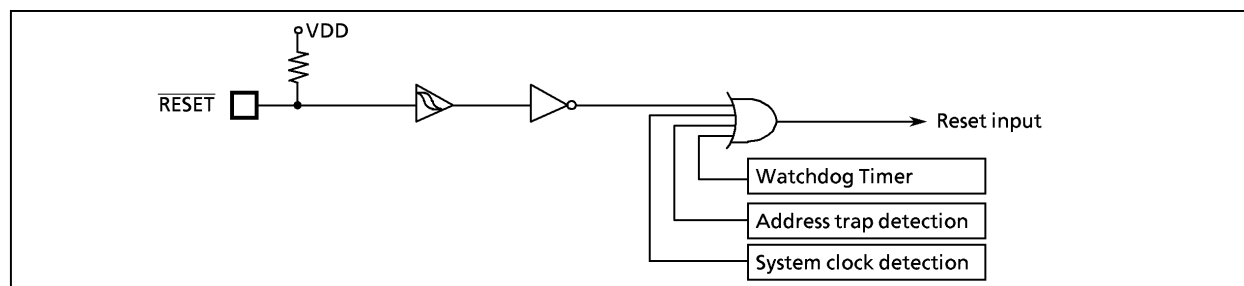 VDD
RESET
Reset input
Watchdog Timer
Address trap detection
System clock detection